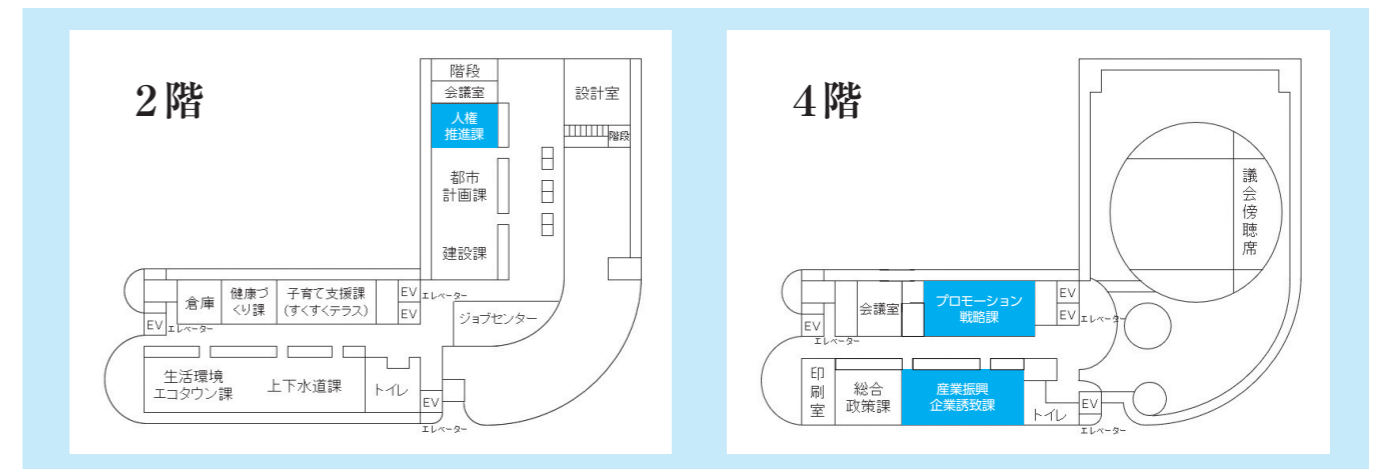 2階
階段
会議室
人権
推進課
設計室
階段
都市
計画課
建設課
倉庫
健康づ
くり課
子育て支援課
(すくすくテラス)
EV
EV
エレベーター
EV
エレベーター
ジョブセンター
生活環境
エコタウン課
上下水道課
トイレ
EV
エレベーター
4階
議会傍聴席
会議室
プロモーション
戦略課
EV
EV
エレベーター
EV
エレベーター
印刷室
総合
政策課
産業振興
企業誘致課
トイレ
EV
エレベーター